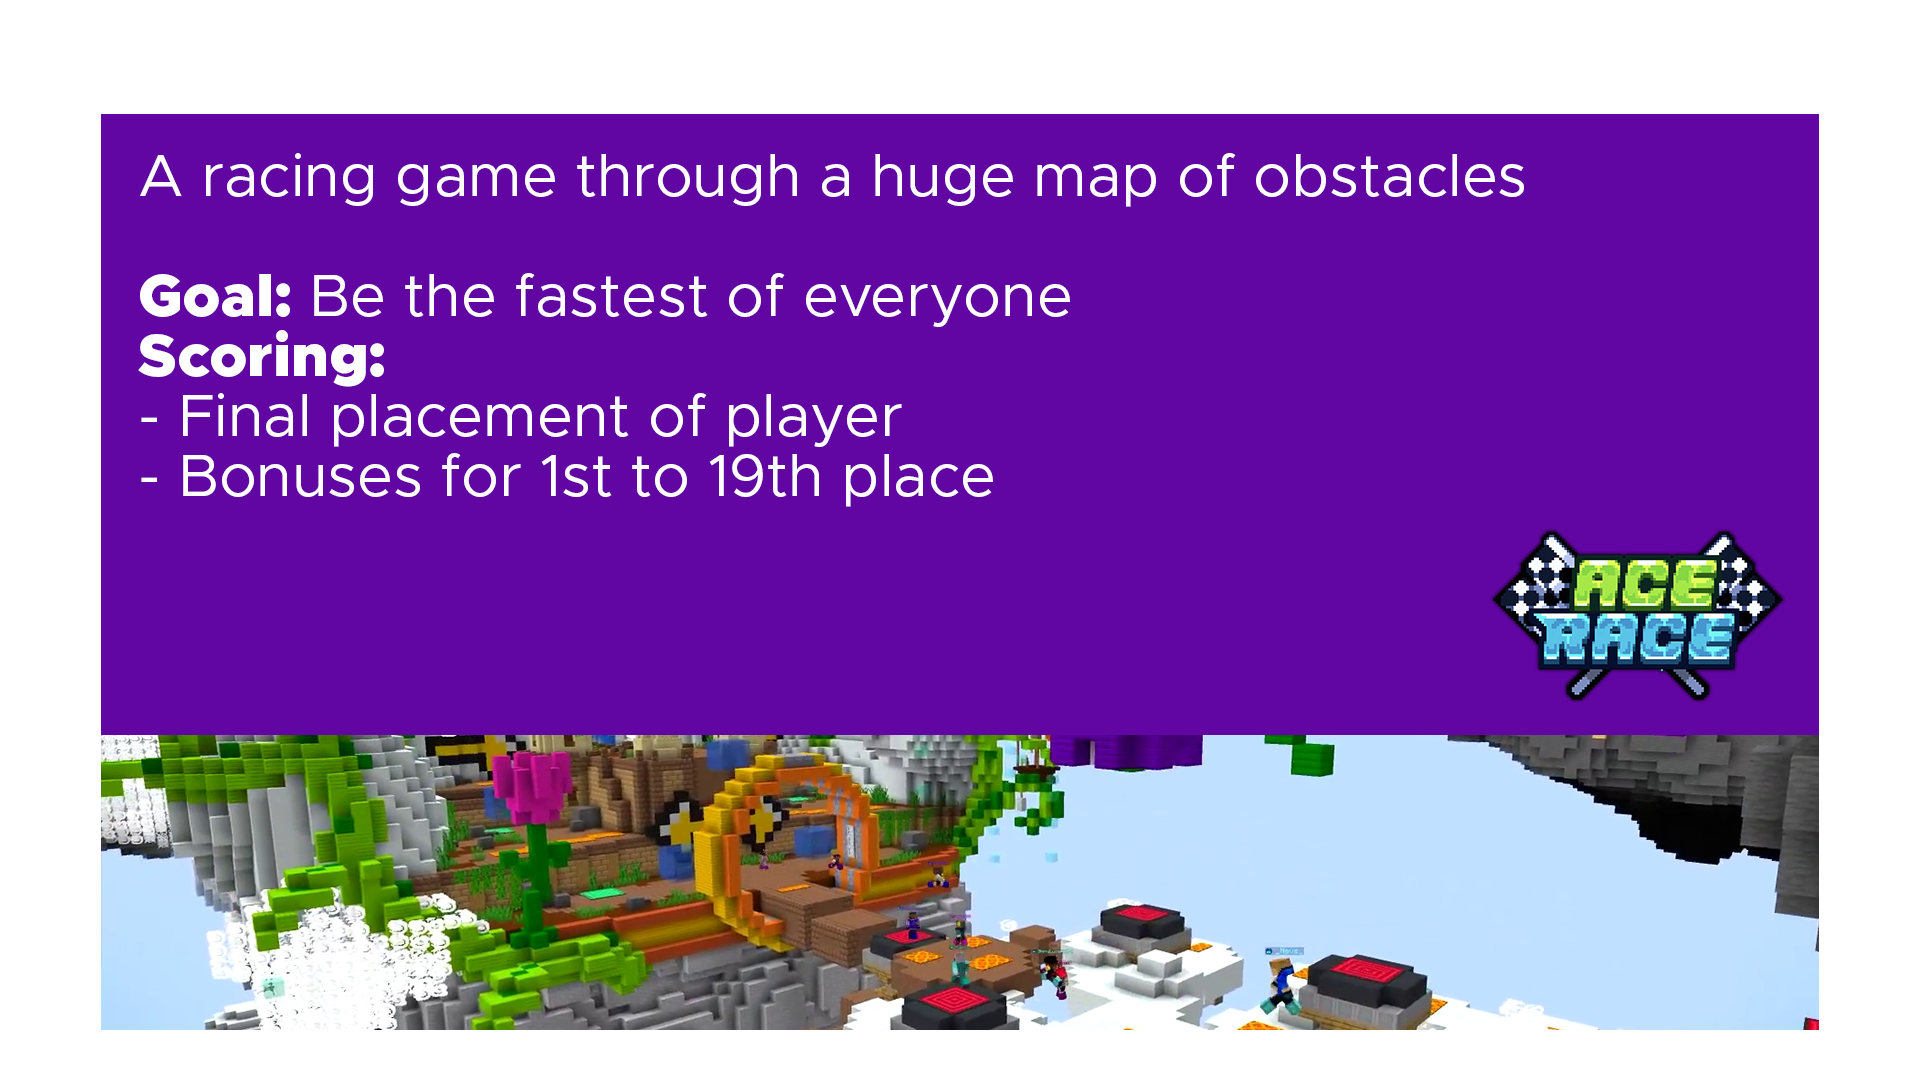 A racing game through a huge map of obstacles
Goal: Be the fastest of everyone
Scoring:
- Final placement of player
- Bonuses for 1st to 19th place
ACE
RACE